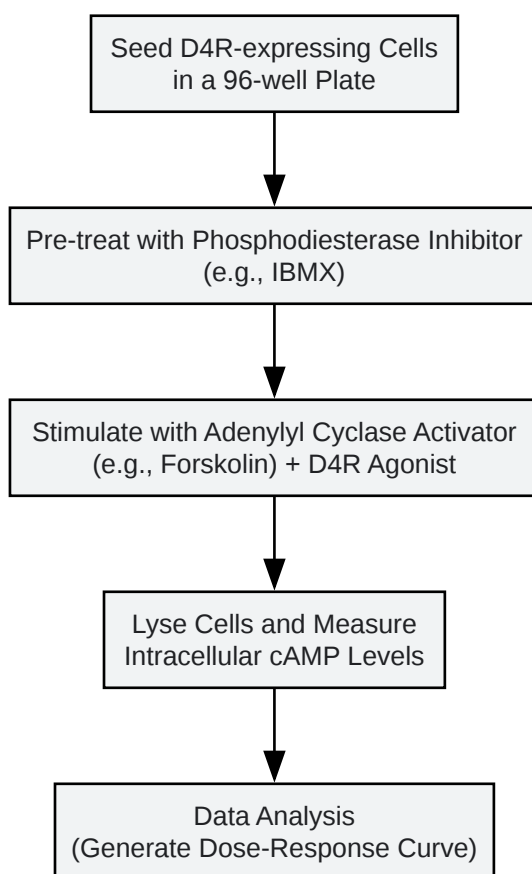 Seed D4R-expressing Cells
in a 96-well Plate
Pre-treat with Phosphodiesterase Inhibitor
(e.g., IBMX)
Stimulate with Adenylyl Cyclase Activator
(e.g., Forskolin) + D4R Agonist
Lyse Cells and Measure
Intracellular cAMP Levels
Data Analysis
(Generate Dose-Response Curve)